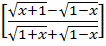 [(√(x+1) − √(1−x)) / (√(1+x) + √(1−x))]